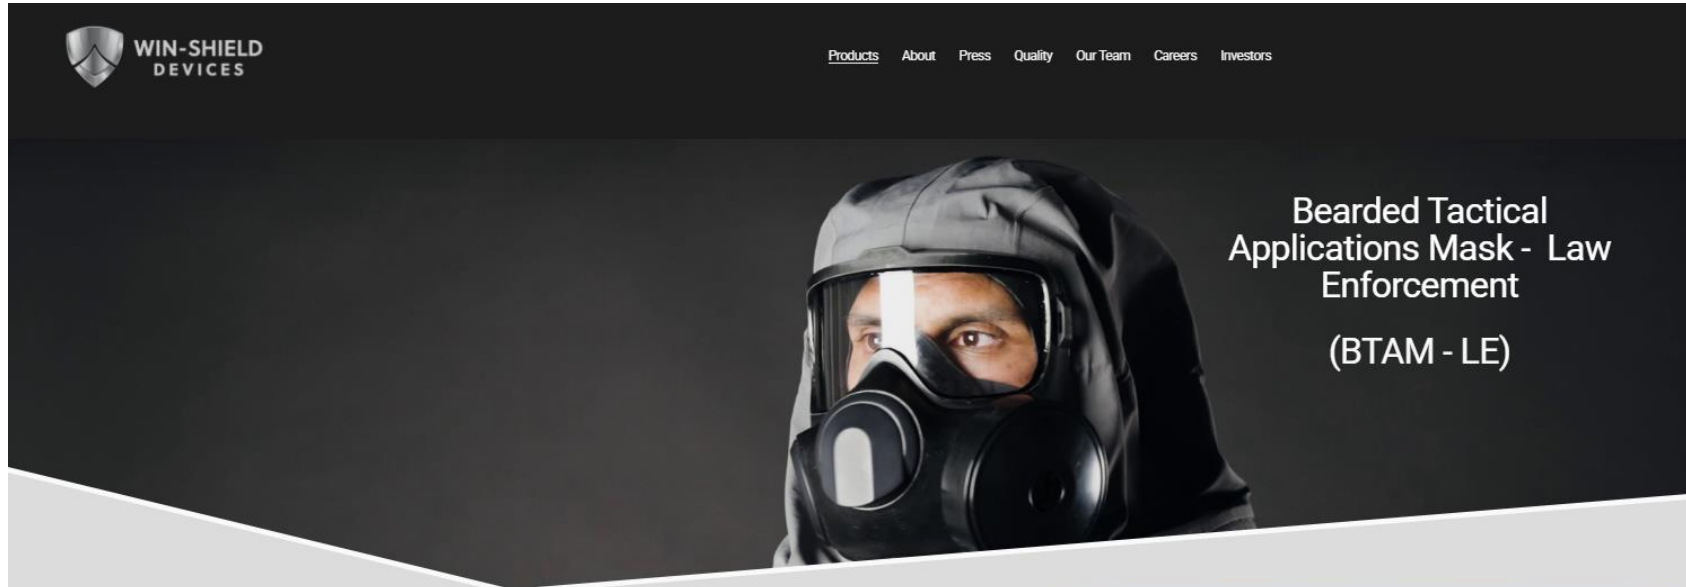 WIN-SHIELD
DEVICES
Products About Press Quality Our Team Careers Investors
Bearded Tactical
Applications Mask - Law
Enforcement
(BTAM - LE)